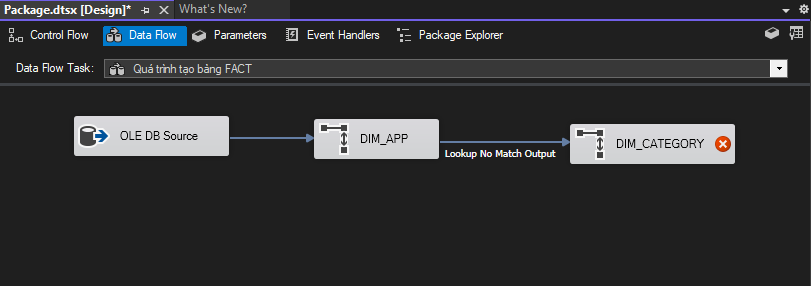 Package.dtsx [Design]*
What's New?
Control Flow
Data Flow
Parameters
Event Handlers
Package Explorer
Data Flow Task:
Quá trình tạo bảng FACT
OLE DB Source
DIM_APP
Lookup No Match Output
DIM_CATEGORY